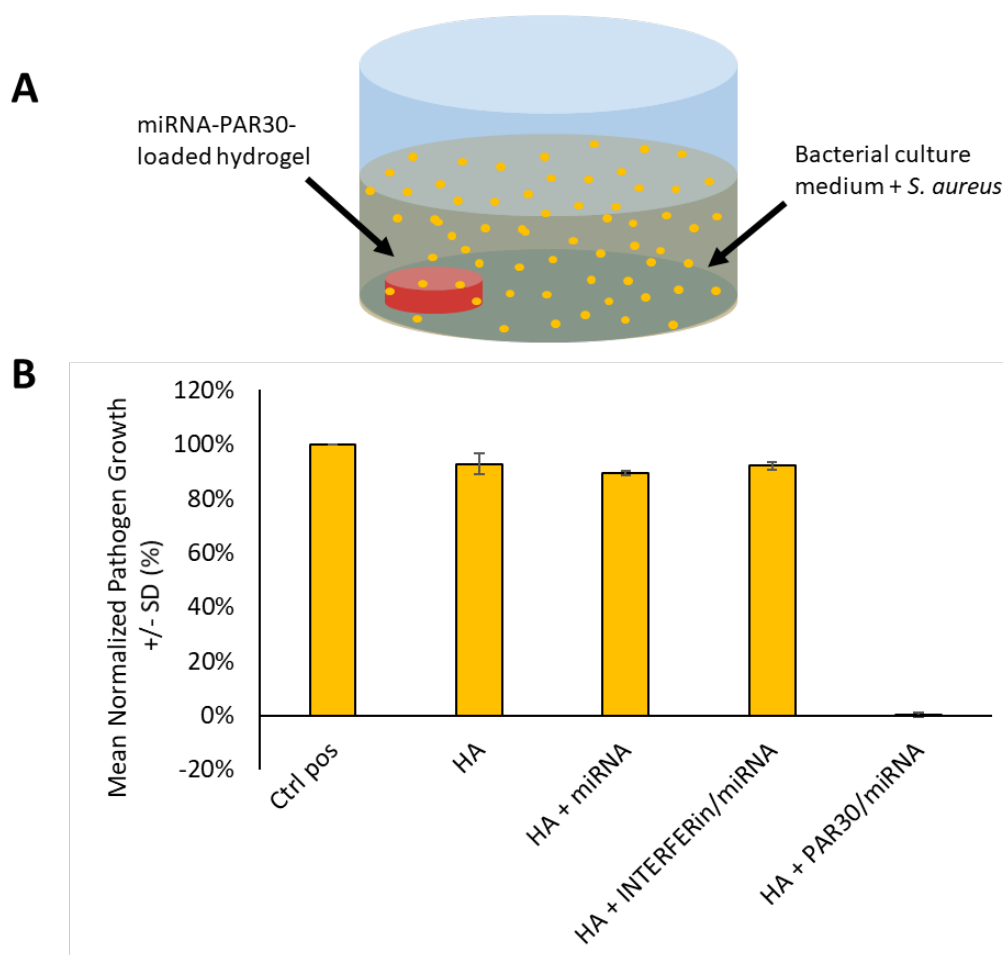 A
miRNA-PAR30-
loaded hydrogel
Bacterial culture
medium + S. aureus
B
Mean Normalized Pathogen Growth
+/- SD (%)
120%
100%
80%
60%
40%
20%
0%
-20%
Ctrl pos
HA
HA + miRNA
HA + INTERFERin/miRNA
HA + PAR30/miRNA